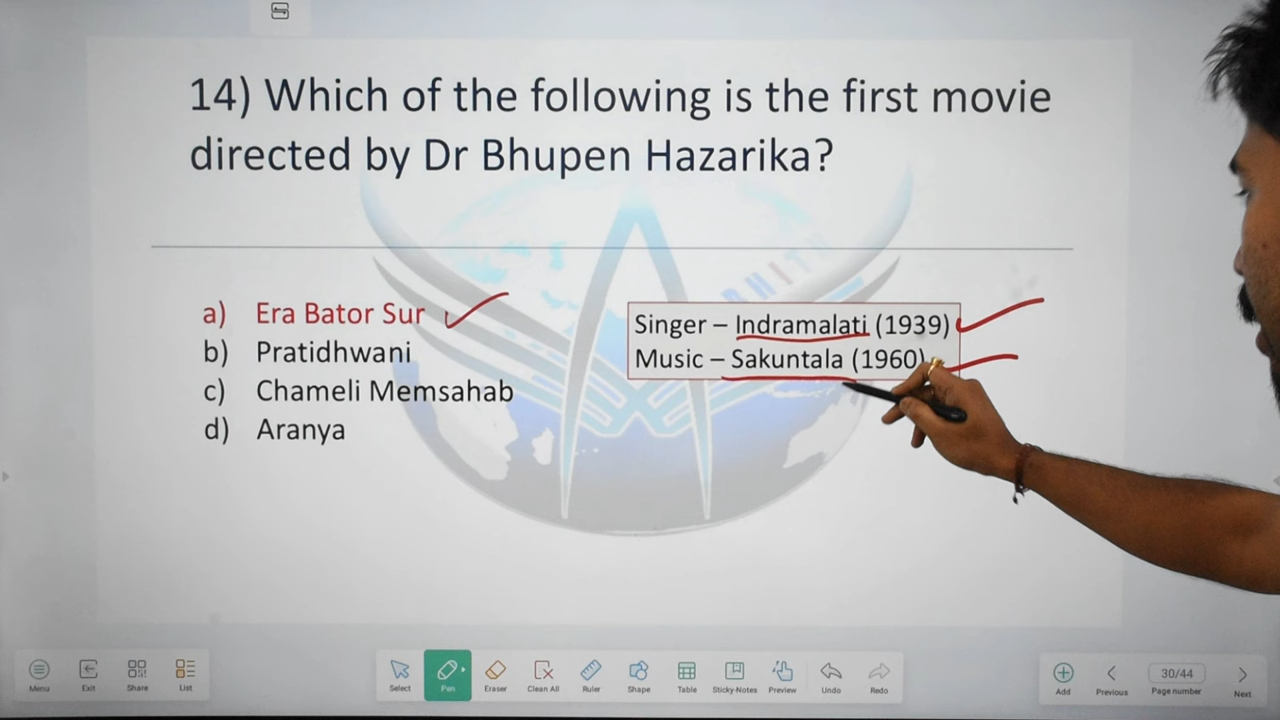 14) Which of the following is the first movie
directed by Dr Bhupen Hazarika?
a) Era Bator Sur
b) Pratidhwani
c) Chameli Memsahab
d) Aranya
Singer – Indramalati (1939)
Music – Sakuntala (1960)
Menu
Exit
Share
List
Select
Pen
Eraser
Clean All
Ruler
Shape
Table
Sticky-Notes
Preview
Undo
Redo
Add
Previous
30/44
Page number
Next